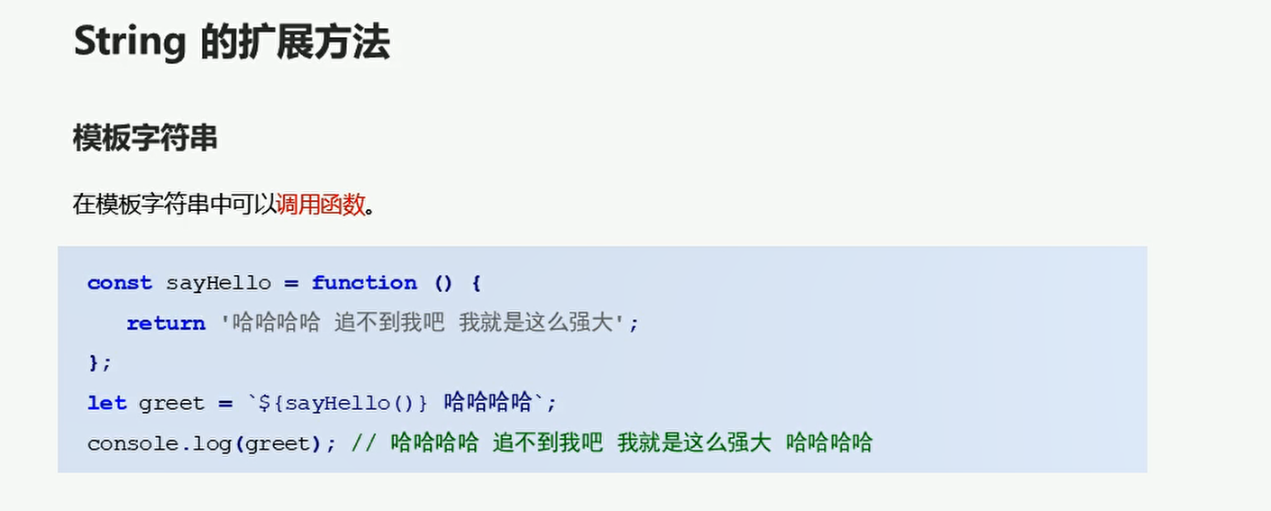 String 的扩展方法
模板字符串
在模板字符串中可以调用函数。
const sayHello = function () {
return '哈哈哈哈 追不到我吧 我就是这么强大';
};
let greet = `${sayHello()} 哈哈哈哈`;
console.log(greet); // 哈哈哈哈 追不到我吧 我就是这么强大 哈哈哈哈